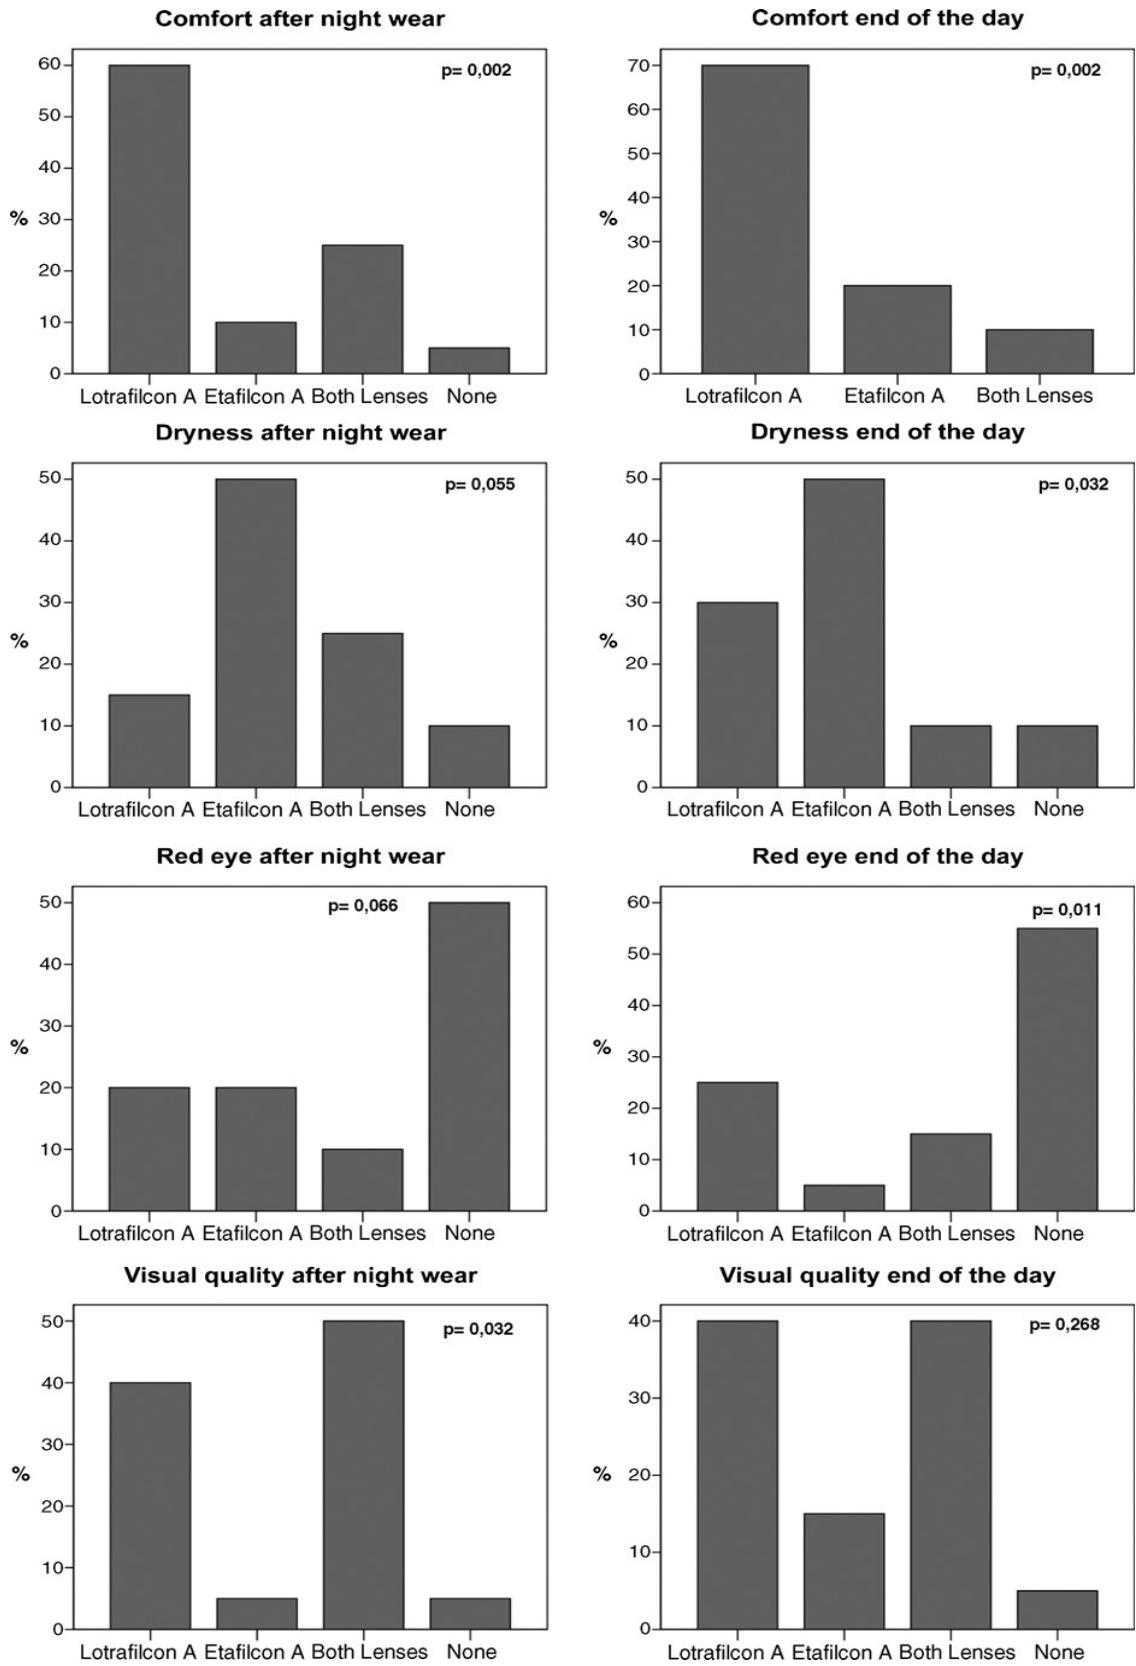 Comfort after night wear
p= 0,002
60
50
40
30
20
10
0
%
Lotrafilcon A Etafilcon A Both Lenses None
Comfort end of the day
p= 0,002
70
60
50
40
30
20
10
0
%
Lotrafilcon A Etafilcon A Both Lenses
Dryness after night wear
p= 0,055
50
40
30
20
10
0
%
Lotrafilcon A Etafilcon A Both Lenses None
Dryness end of the day
p= 0,032
50
40
30
20
10
0
%
Lotrafilcon A Etafilcon A Both Lenses None
Red eye after night wear
p= 0,066
50
40
30
20
10
0
%
Lotrafilcon A Etafilcon A Both Lenses None
Red eye end of the day
p= 0,011
60
50
40
30
20
10
0
%
Lotrafilcon A Etafilcon A Both Lenses None
Visual quality after night wear
p= 0,032
50
40
30
20
10
0
%
Lotrafilcon A Etafilcon A Both Lenses None
Visual quality end of the day
p= 0,268
40
30
20
10
0
%
Lotrafilcon A Etafilcon A Both Lenses None